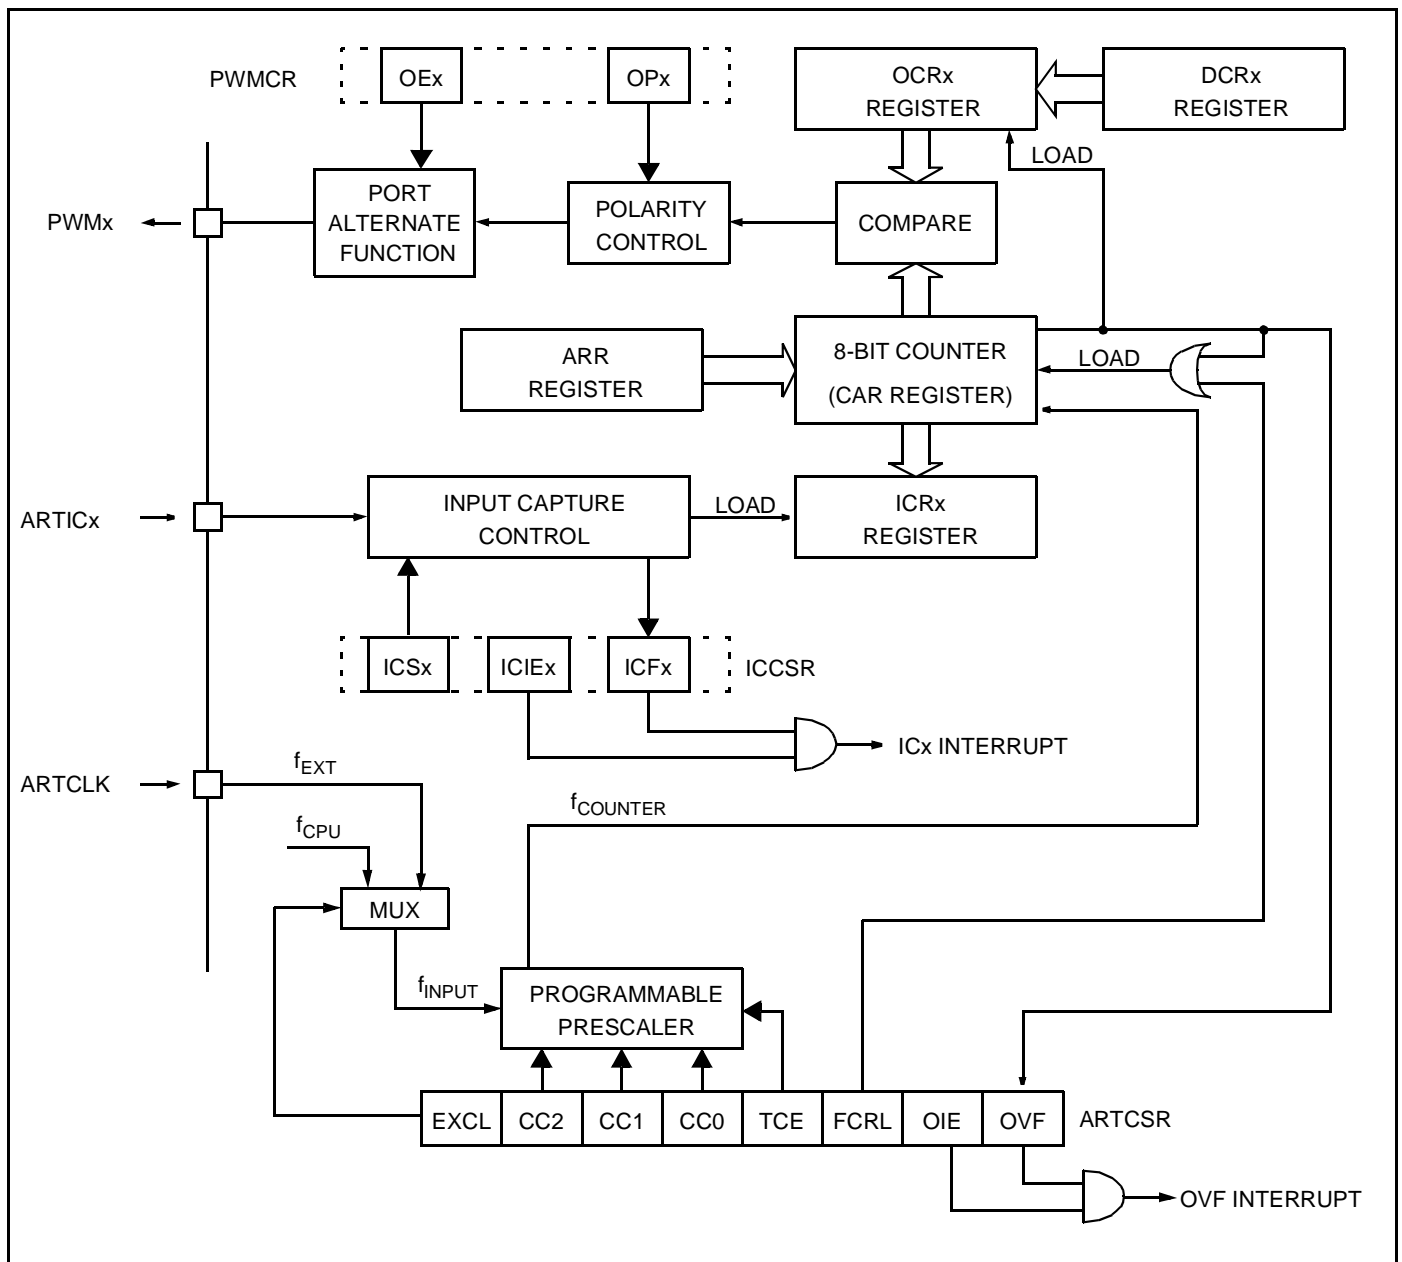 PWMCR
OEx
OPx
OCRx
REGISTER
DCRx
REGISTER
LOAD
PWMx
PORT
ALTERNATE
FUNCTION
POLARITY
CONTROL
COMPARE
ARR
REGISTER
8-BIT COUNTER
(CAR REGISTER)
LOAD
ARTICx
INPUT CAPTURE
CONTROL
LOAD
ICRx
REGISTER
ICSx
ICIEx
ICFx
ICCSR
ICx INTERRUPT
ARTCLK
fEXT
fCPU
fCOUNTER
MUX
fINPUT
PROGRAMMABLE
PRESCALER
EXCL
CC2
CC1
CC0
TCE
FCRL
OIE
OVF
ARTCSR
OVF INTERRUPT